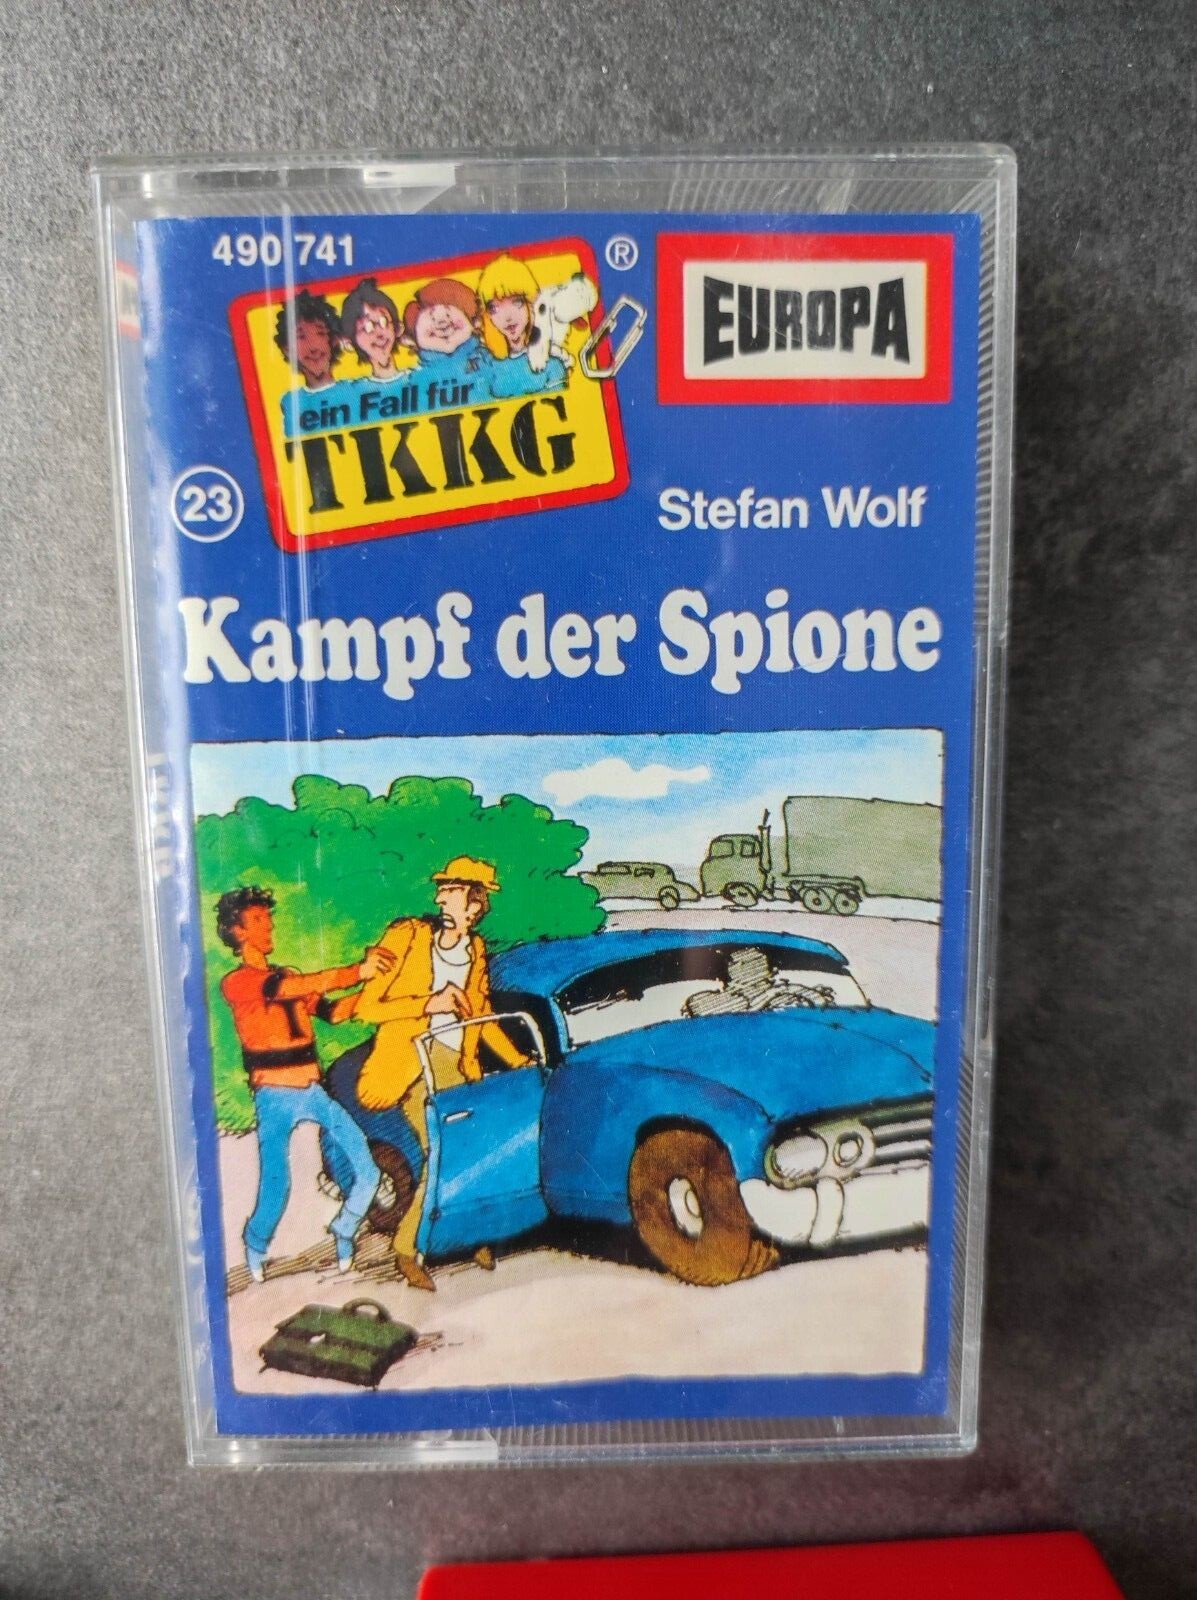 490 741
®
EUROPA
ein Fall für
TKKG
23
Stefan Wolf
Kampf der Spione
T